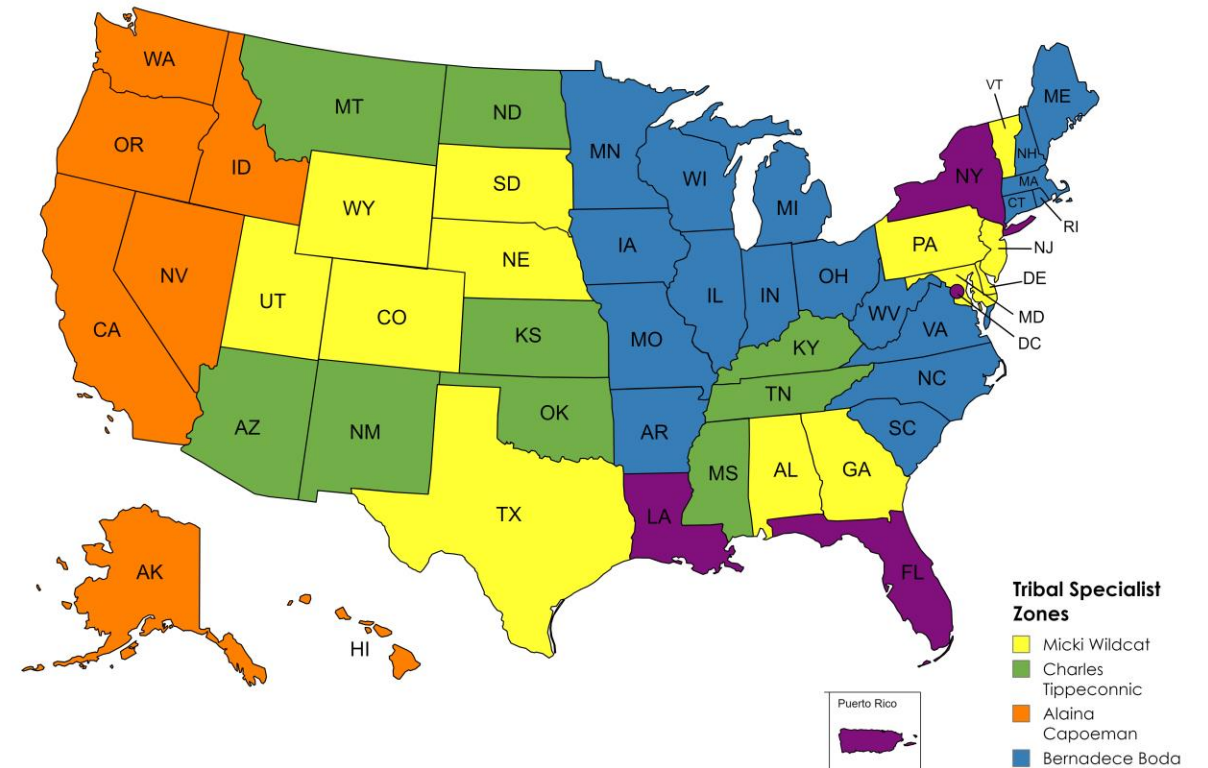 WA
MT
ND
MN
VT
ME
OR
ID
SD
WI
MI
NY
NH
MA
CT
RI
WY
NE
IA
PA
NJ
NV
UT
CO
IL
IN
OH
DE
CA
KS
MO
WV
VA
MD
DC
KY
AZ
NM
OK
TN
NC
AR
SC
MS
AL
GA
TX
LA
AK
FL
HI
Tribal Specialist
Zones
Micki Wildcat
Charles
Tippeconnic
Alaina
Capoeman
Bernadece Boda
Puerto Rico